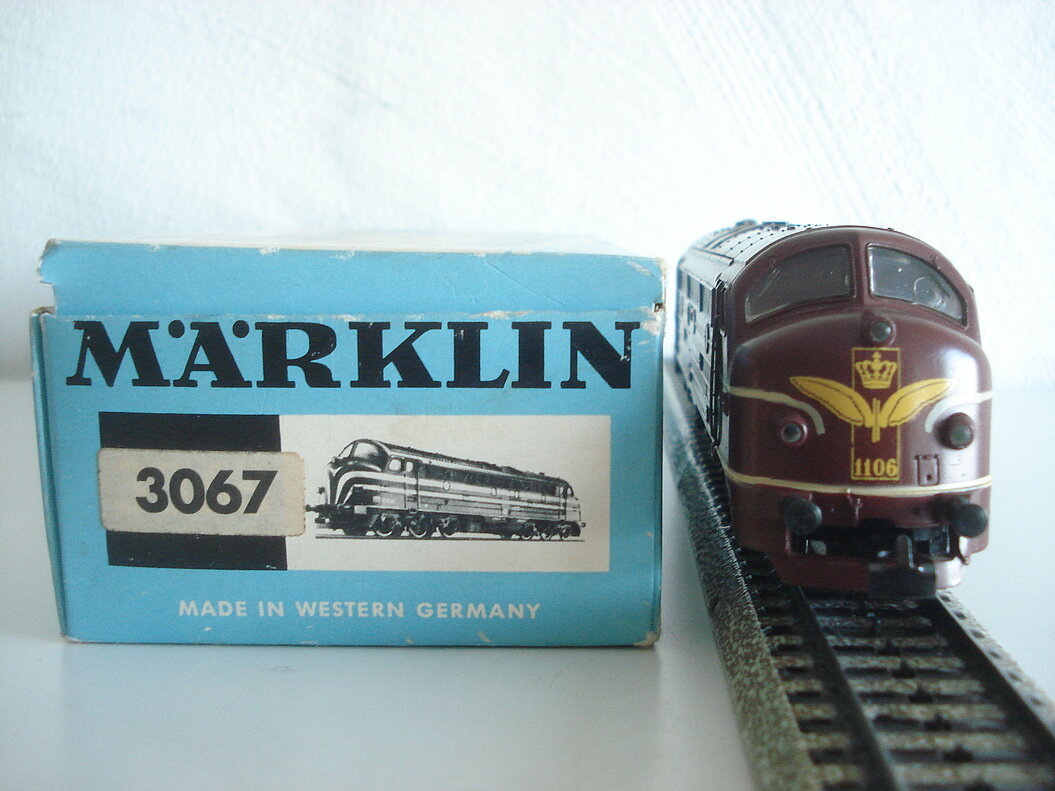 MÄRKLIN
3067
MADE IN WESTERN GERMANY
1106